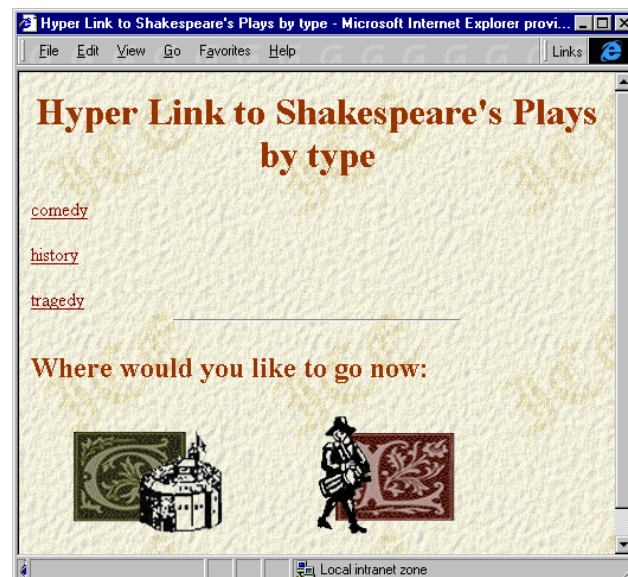 Hyper Link to Shakespeare's Plays by type - Microsoft Internet Explorer provi...
File Edit View Go Favorites Help Links
Hyper Link to Shakespeare's Plays
by type
comedy
history
tragedy
Where would you like to go now:
G L
Local intranet zone